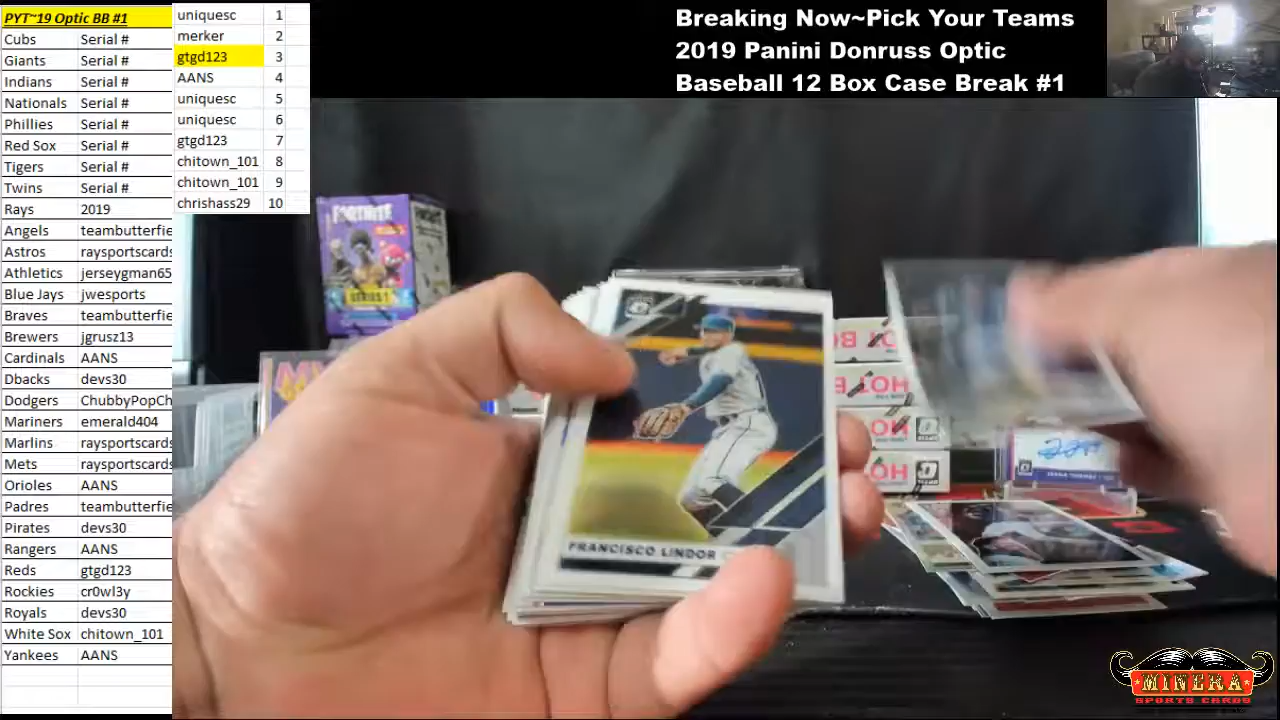 PYT~19 Optic BB #1
Cubs Serial #
Giants Serial #
Indians Serial #
Nationals Serial #
Phillies Serial #
Red Sox Serial #
Tigers Serial #
Twins Serial #
Rays 2019
Angels teambutterfie
Astros raysportscards
Athletics jerseygman65
Blue Jays jwesports
Braves teambutterfie
Brewers jgrusz13
Cardinals AANS
Dbacks devs30
Dodgers ChubbyPopCh
Mariners emerald404
Marlins raysportscards
Mets raysportscards
Orioles AANS
Padres teambutterfie
Pirates devs30
Rangers AANS
Reds gtgd123
Rockies cr0wl3y
Royals devs30
White Sox chitown_101
Yankees AANS
uniquesc 1
merker 2
gtgd123 3
AANS 4
uniquesc 5
uniquesc 6
gtgd123 7
chitown_101 8
chitown_101 9
chrishass29 10
Breaking Now~Pick Your Teams
2019 Panini Donruss Optic
Baseball 12 Box Case Break #1
FORTNITE
SERIES 1
FRANCISCO LINDOR
MINERA
SPORTS CARDS